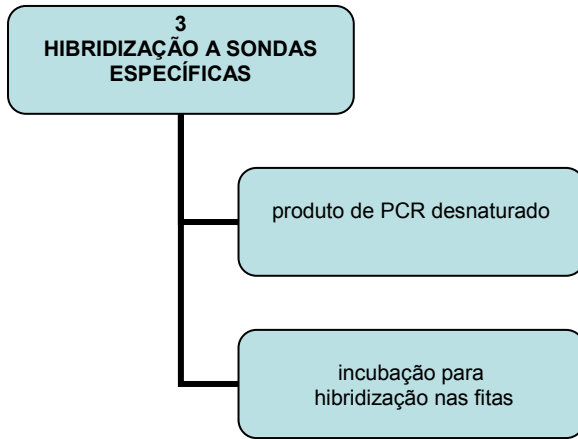 3
HIBRIDIZAÇÃO A SONDAS
ESPECÍFICAS
produto de PCR desnaturado
incubação para
hibridização nas fitas